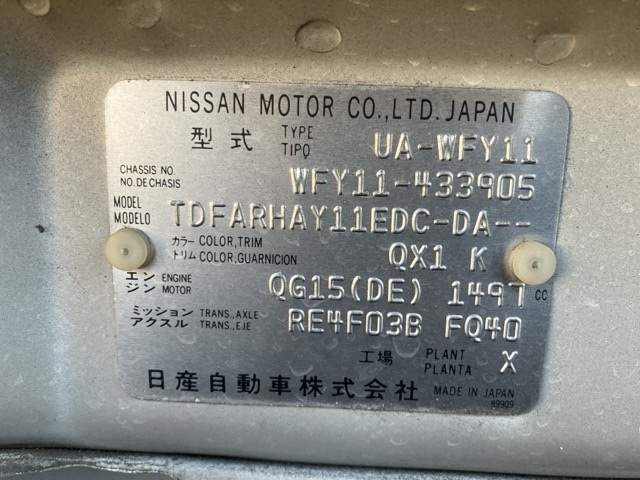 NISSAN MOTOR CO.,LTD. JAPAN
型式 TYPE TIPO UA-WFY11
CHASSIS NO. NO. DE CHASIS WFY11-433905
MODEL MODELO TDFARHAY11EDC-DA--
カラー COLOR, TRIM
トリム COLOR, GUARNICION QX1 K
エンジン ENGINE MOTOR QG15(DE) 1497 CC
ミッション TRANS., AXLE
アクスル TRANS., EJE RE4F03B FQ40
工場 PLANT PLANTA X
日産自動車株式会社 MADE IN JAPAN
89909